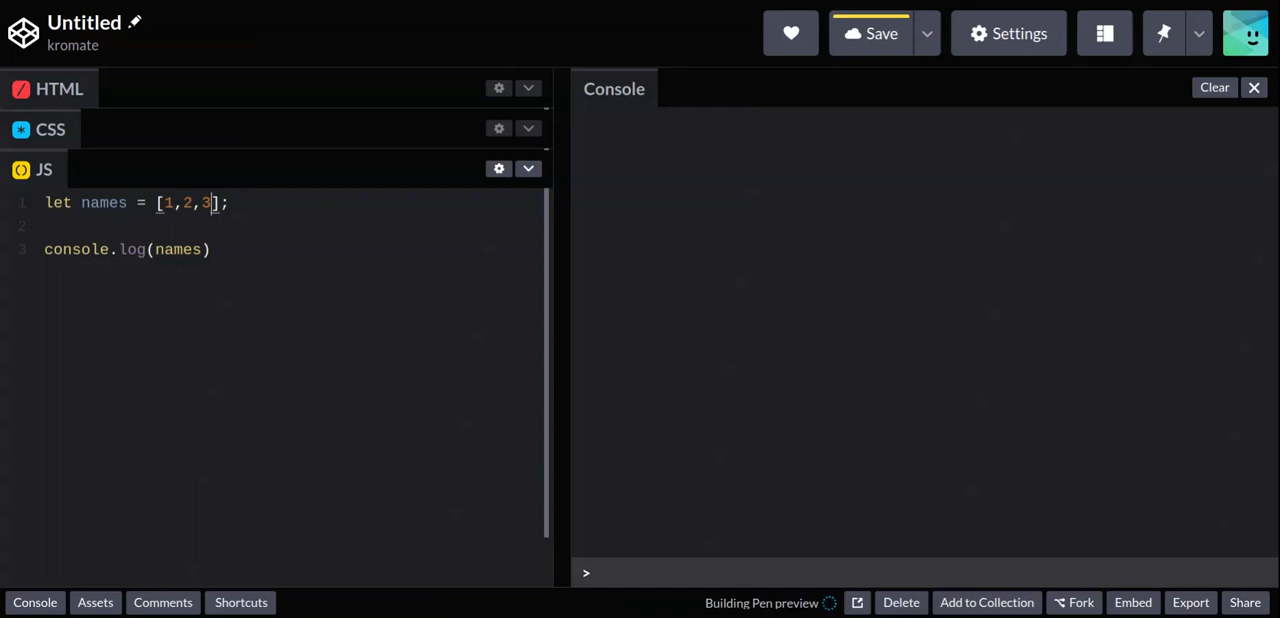 Untitled
kromate
Save
Settings
HTML
CSS
JS
Console
Clear
1 let names = [1,2,3];
2
3 console.log(names)
>
Console Assets Comments Shortcuts Building Pen preview Delete Add to Collection Fork Embed Export Share